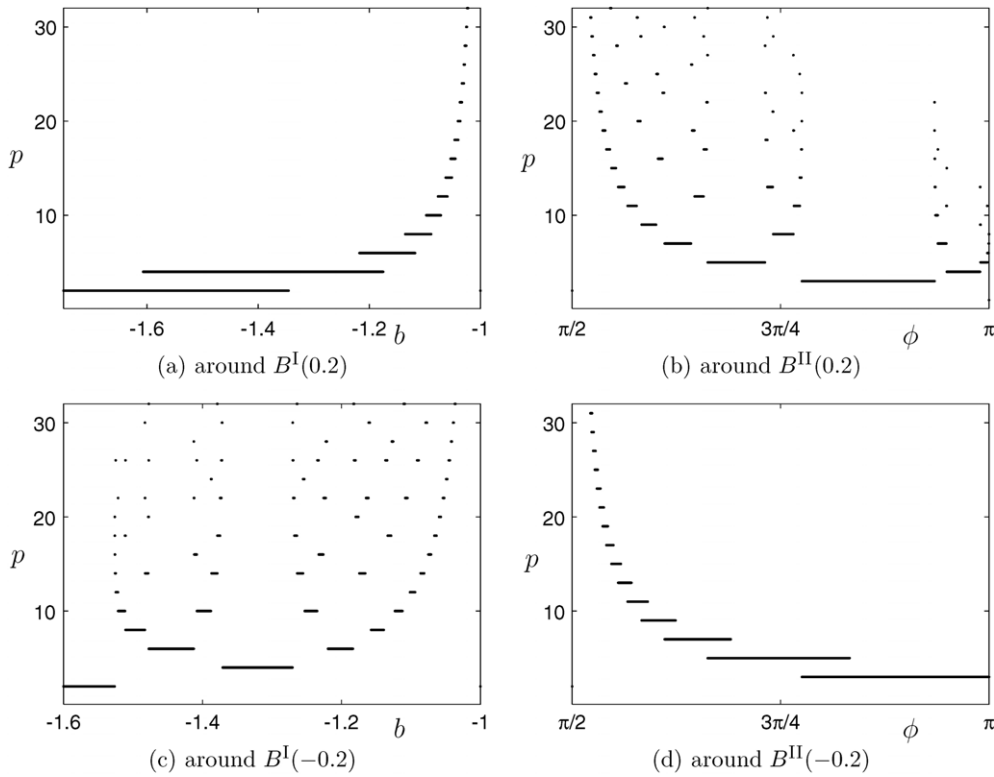 30
20
p
10
-1.6
-1.4
-1.2
b
-1
(a) around B^I(0.2)
30
20
p
10
π/2
3π/4
ϕ
π
(b) around B^II(0.2)
30
20
p
10
-1.6
-1.4
-1.2
b
-1
(c) around B^I(−0.2)
30
20
p
10
π/2
3π/4
ϕ
π
(d) around B^II(−0.2)